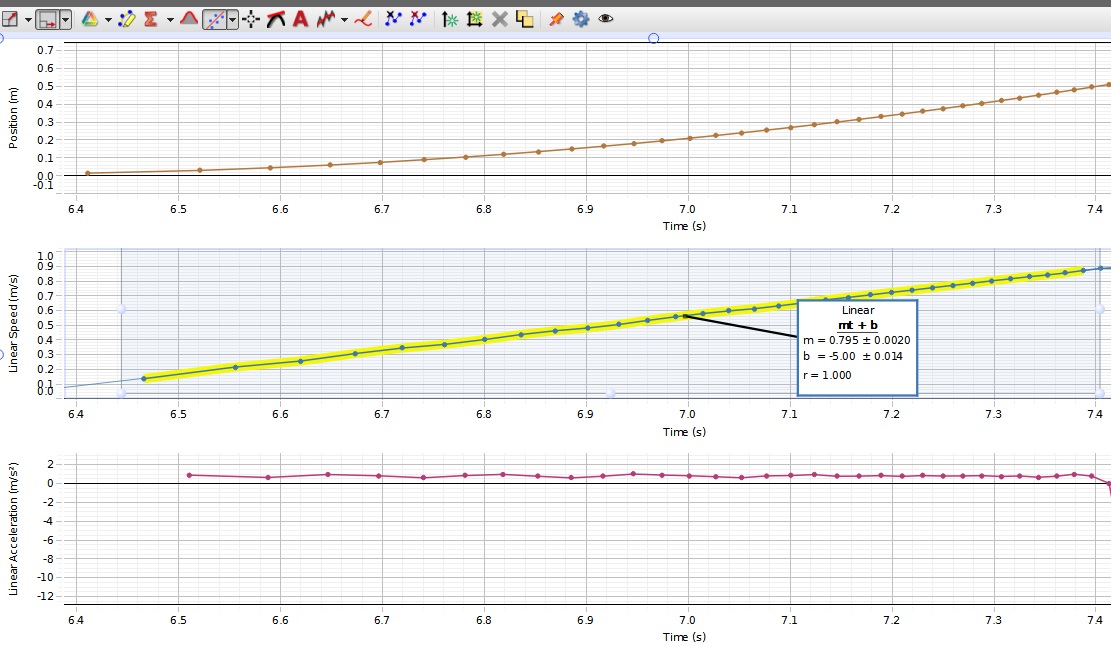 Position (m)
0.7
0.6
0.5
0.4
0.3
0.2
0.1
0.0
-0.1
6.4 6.5 6.6 6.7 6.8 6.9 7.0 7.1 7.2 7.3 7.4
Time (s)
Linear Speed (m/s)
1.0
0.9
0.8
0.7
0.6
0.5
0.4
0.3
0.2
0.1
0.0
Linear
mt + b
m = 0.795 ± 0.0020
b = -5.00 ± 0.014
r = 1.000
6.4 6.5 6.6 6.7 6.8 6.9 7.0 7.1 7.2 7.3 7.4
Time (s)
Linear Acceleration (m/s²)
2
0
-2
-4
-6
-8
-10
-12
6.4 6.5 6.6 6.7 6.8 6.9 7.0 7.1 7.2 7.3 7.4
Time (s)